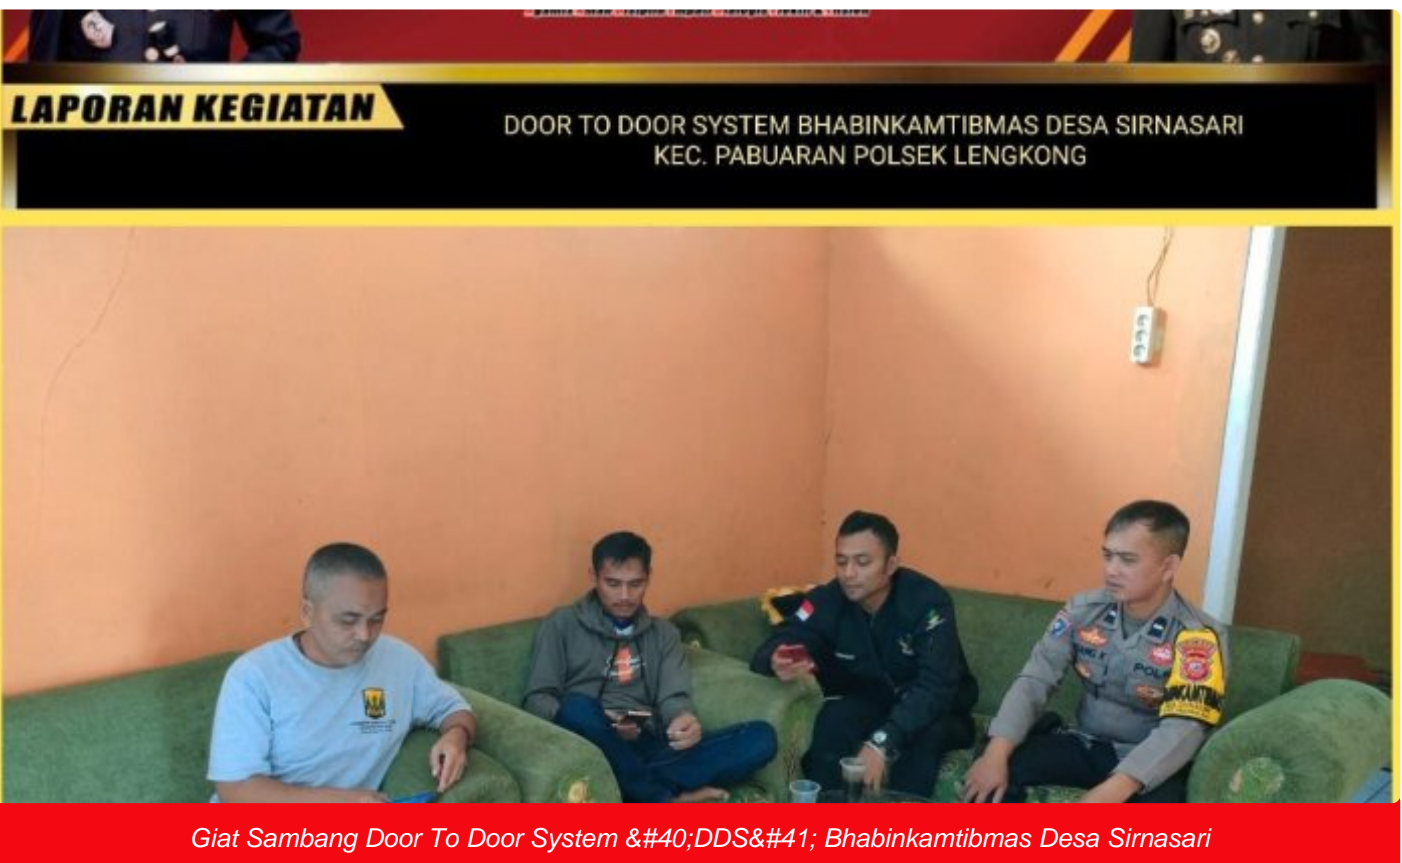 LAPORAN KEGIATAN
DOOR TO DOOR SYSTEM BHABINKAMTIBMAS DESA SIRNASARI
KEC. PABUARAN POLSEK LENGKONG
Giat Sambang Door To Door System &#40;DDS&#41; Bhabinkamtibmas Desa Sirnasari